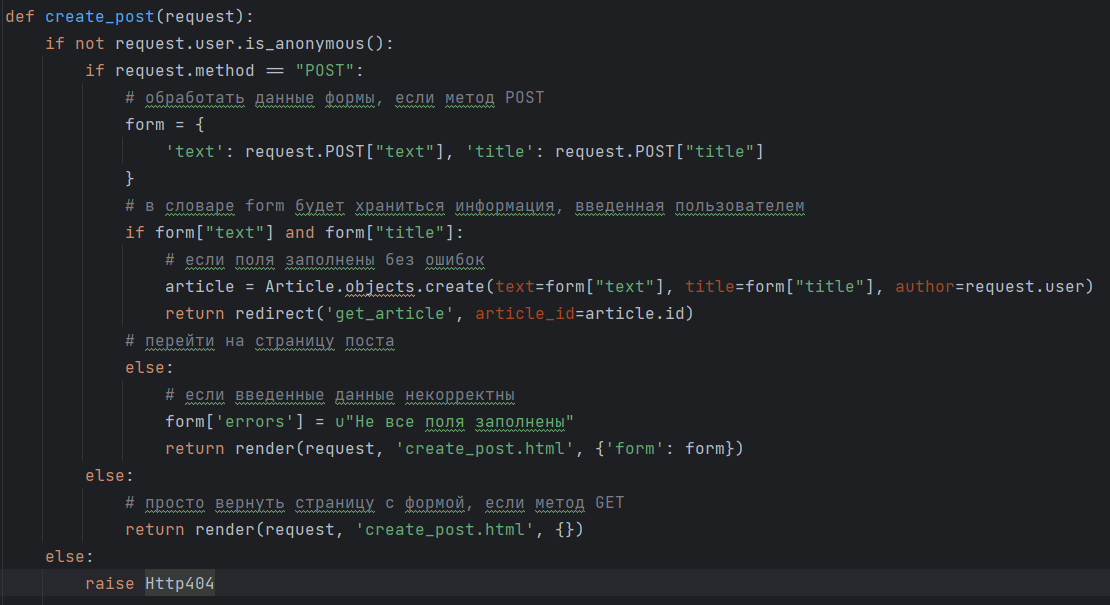 def create_post(request):
    if not request.user.is_anonymous():
        if request.method == "POST":
            # обработать данные формы, если метод POST
            form = {
                'text': request.POST["text"], 'title': request.POST["title"]
            }
            # в словаре form будет храниться информация, введенная пользователем
            if form["text"] and form["title"]:
                # если поля заполнены без ошибок
                article = Article.objects.create(text=form["text"], title=form["title"], author=request.user)
                return redirect('get_article', article_id=article.id)
            # перейти на страницу поста
            else:
                # если введенные данные некорректны
                form['errors'] = u"Не все поля заполнены"
                return render(request, 'create_post.html', {'form': form})
        else:
            # просто вернуть страницу с формой, если метод GET
            return render(request, 'create_post.html', {})
    else:
        raise Http404